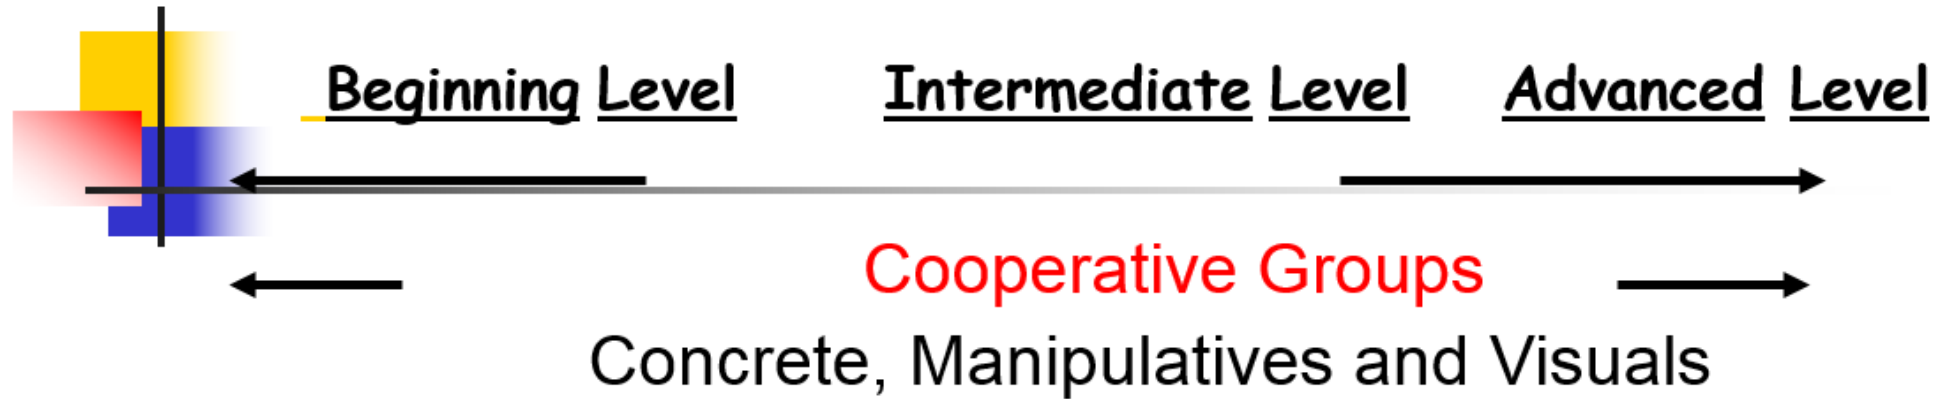 Beginning Level Intermediate Level Advanced Level
Cooperative Groups
Concrete, Manipulatives and Visuals